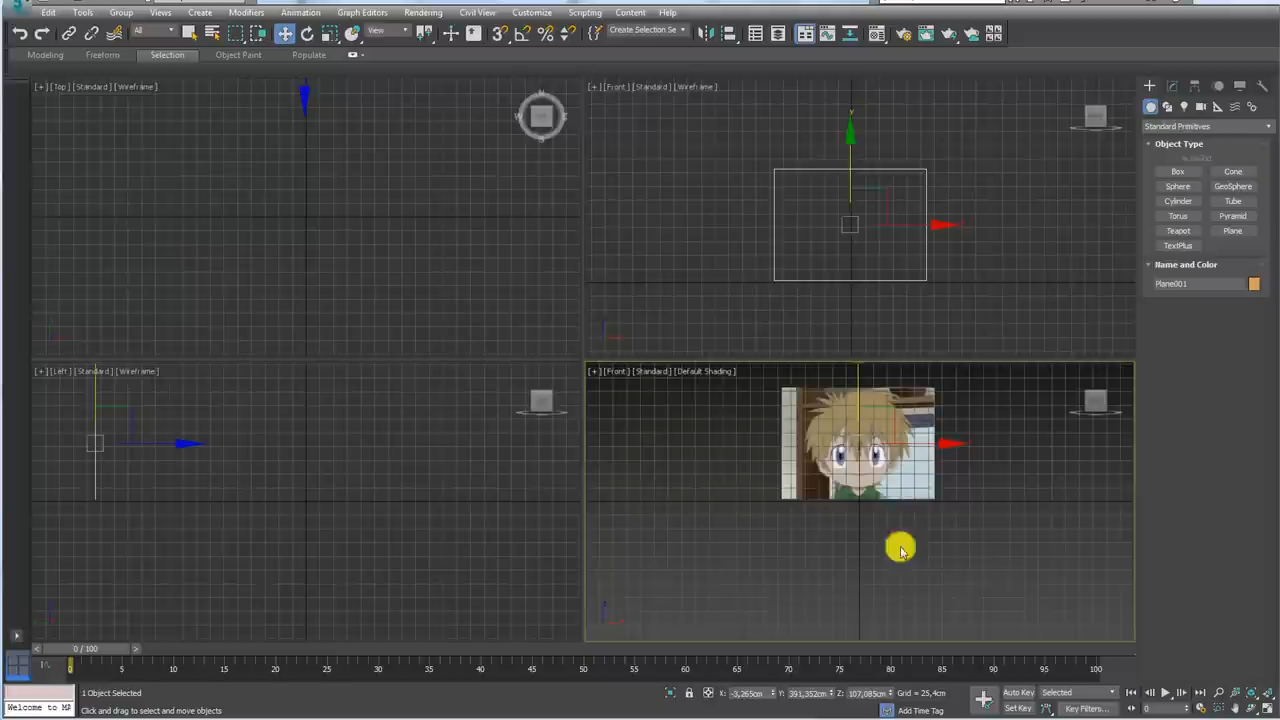 Edit Tools Group Views Create Modifiers Animation Graph Editors Rendering Civil View Customize Scripting Content Help
All View Create Selection Se
Modeling Freeform Selection Object Paint Populate
[+] [Top] [Standard] [Wireframe]
[+] [Front] [Standard] [Wireframe]
Standard Primitives
Object Type
Box Cone
Sphere GeoSphere
Cylinder Tube
Torus Pyramid
Teapot Plane
TextPlus
Name and Color
Plane001
[+] [Left] [Standard] [Wireframe]
[+] [Front] [Standard] [Default Shading]
0 / 100
0 5 10 15 20 25 30 35 40 45 50 55 60 65 70 75 80 85 90 95 100
1 Object Selected
X: -3,265cm Y: 391,352cm Z: 107,085cm Grid = 25,4cm
Auto Key Selected
Welcome to M
Click and drag to select and move objects
Add Time Tag
Set Key Key Filters... 0